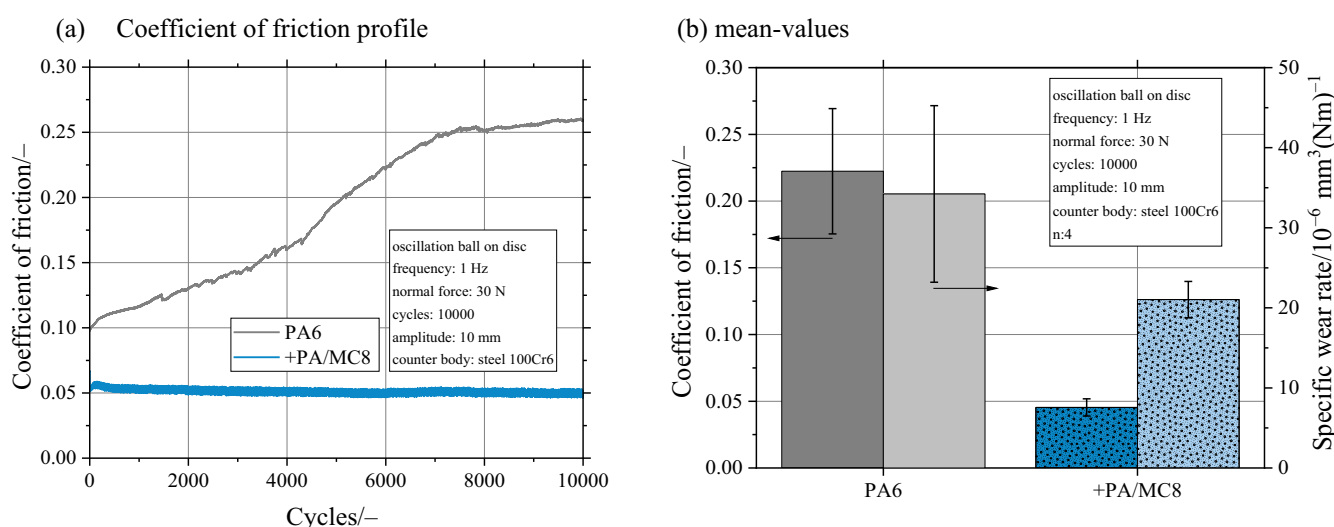 (a) Coefficient of friction profile
0.30
0.25
0.20
0.15
0.10
0.05
0.00
Coefficient of friction/–
0 2000 4000 6000 8000 10000
Cycles/–
PA6
+PA/MC8
oscillation ball on disc
frequency: 1 Hz
normal force: 30 N
cycles: 10000
amplitude: 10 mm
counter body: steel 100Cr6
(b) mean-values
0.30
0.25
0.20
0.15
0.10
0.05
0.00
Coefficient of friction/–
oscillation ball on disc
frequency: 1 Hz
normal force: 30 N
cycles: 10000
amplitude: 10 mm
counter body: steel 100Cr6
n:4
50
40
30
20
10
0
Specific wear rate/10⁻⁶ mm³(Nm)⁻¹
PA6 +PA/MC8